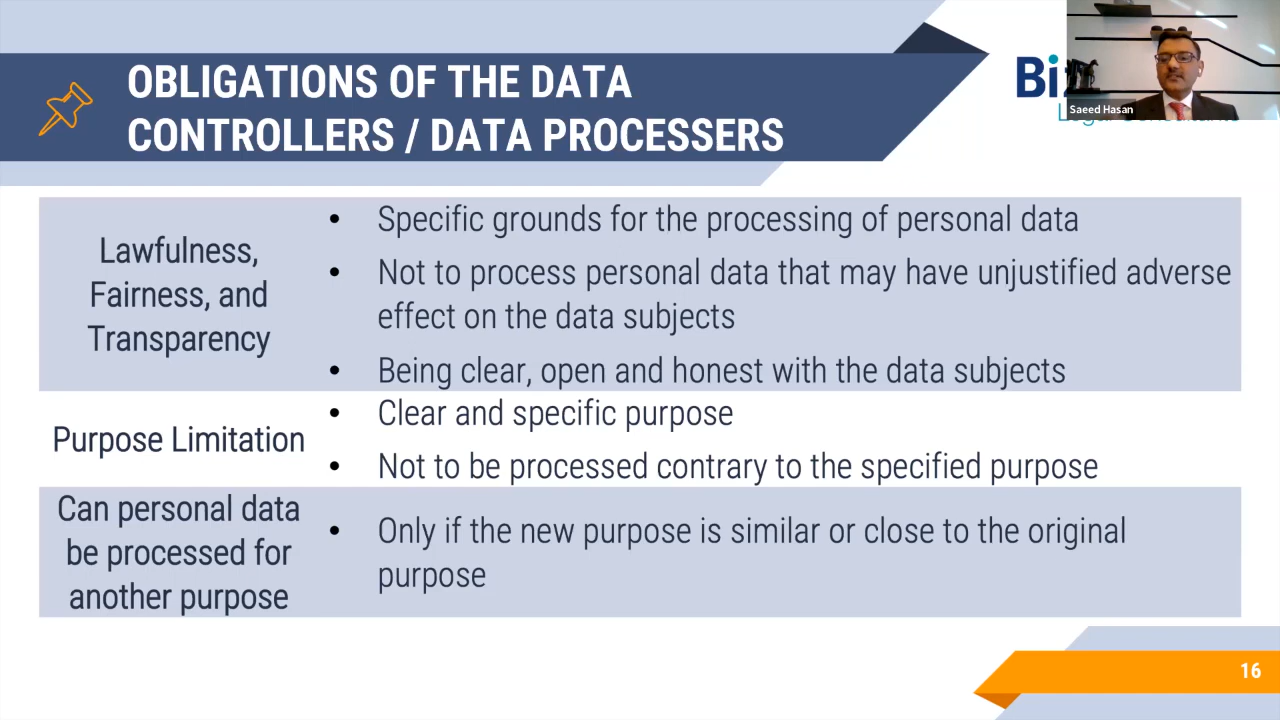 OBLIGATIONS OF THE DATA
CONTROLLERS / DATA PROCESSERS
Saeed Hasan
Lawfulness,
Fairness, and
Transparency
• Specific grounds for the processing of personal data
• Not to process personal data that may have unjustified adverse
effect on the data subjects
• Being clear, open and honest with the data subjects
Purpose Limitation
• Clear and specific purpose
• Not to be processed contrary to the specified purpose
Can personal data
be processed for
another purpose
• Only if the new purpose is similar or close to the original
purpose
16